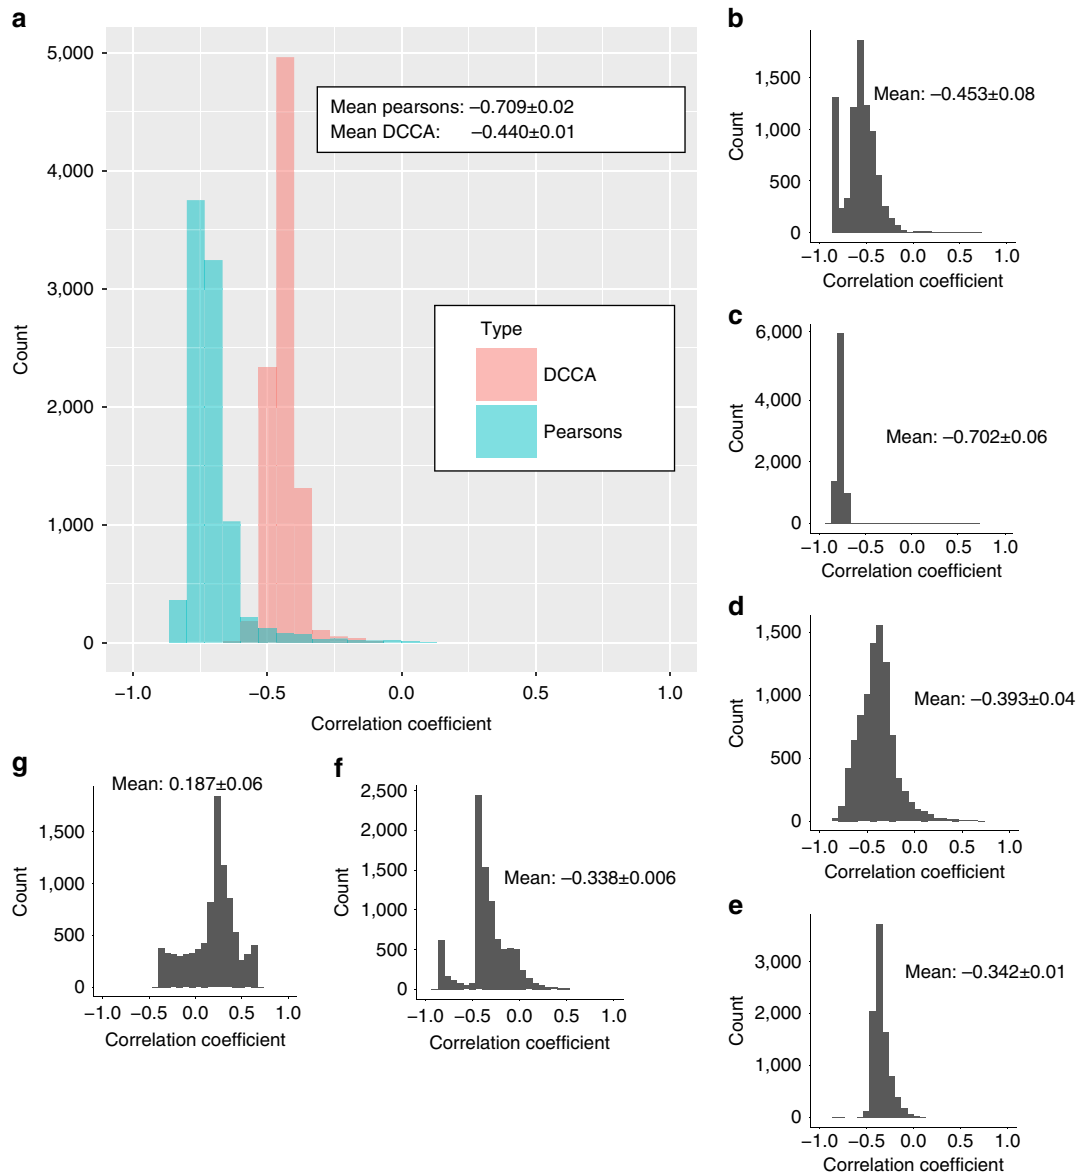 a
5,000
4,000
3,000
2,000
1,000
0
Count
−1.0 −0.5 0.0 0.5 1.0
Correlation coefficient
Mean pearsons: −0.709±0.02
Mean DCCA: −0.440±0.01
Type
DCCA
Pearsons
b
1,500
1,000
500
0
Count
Mean: −0.453±0.08
−1.0 −0.5 0.0 0.5 1.0
Correlation coefficient
c
6,000
4,000
2,000
0
Count
Mean: −0.702±0.06
−1.0 −0.5 0.0 0.5 1.0
Correlation coefficient
d
1,500
1,000
500
0
Count
Mean: −0.393±0.04
−1.0 −0.5 0.0 0.5 1.0
Correlation coefficient
e
3,000
2,000
1,000
0
Count
Mean: −0.342±0.01
−1.0 −0.5 0.0 0.5 1.0
Correlation coefficient
f
2,500
2,000
1,500
1,000
500
0
Count
Mean: −0.338±0.006
−1.0 −0.5 0.0 0.5 1.0
Correlation coefficient
g
Mean: 0.187±0.06
1,500
1,000
500
0
Count
−1.0 −0.5 0.0 0.5 1.0
Correlation coefficient